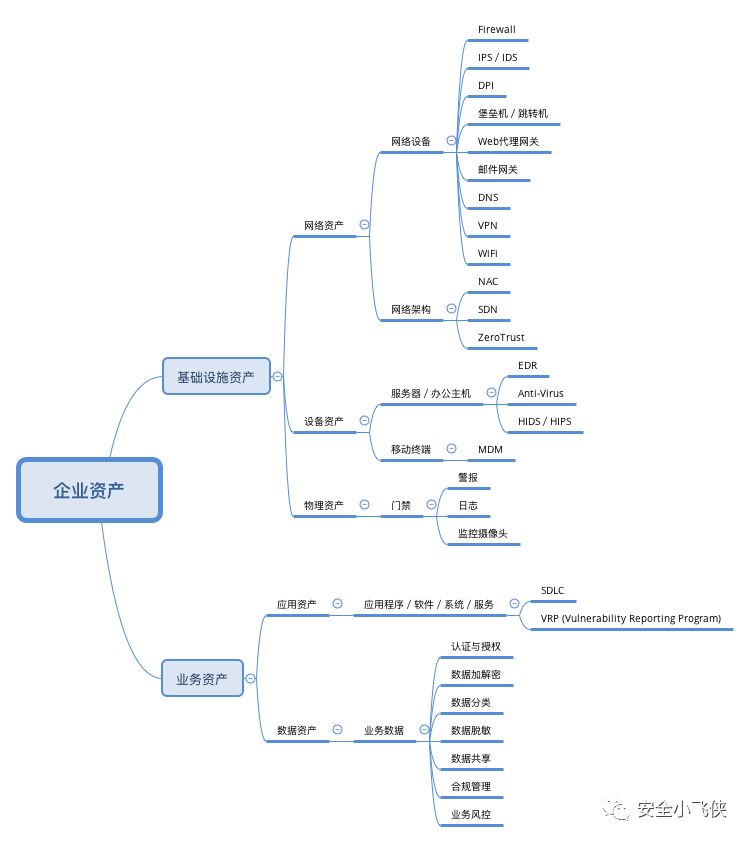 企业资产
基础设施资产
网络资产
网络设备
Firewall
IPS / IDS
DPI
堡垒机 / 跳转机
Web代理网关
邮件网关
DNS
VPN
WiFi
网络架构
NAC
SDN
ZeroTrust
设备资产
服务器 / 办公主机
EDR
Anti-Virus
HIDS / HIPS
移动终端
MDM
物理资产
门禁
警报
日志
监控摄像头
业务资产
应用资产
应用程序 / 软件 / 系统 / 服务
SDLC
VRP (Vulnerability Reporting Program)
数据资产
业务数据
认证与授权
数据加解密
数据分类
数据脱敏
数据共享
合规管理
业务风控
安全小飞侠